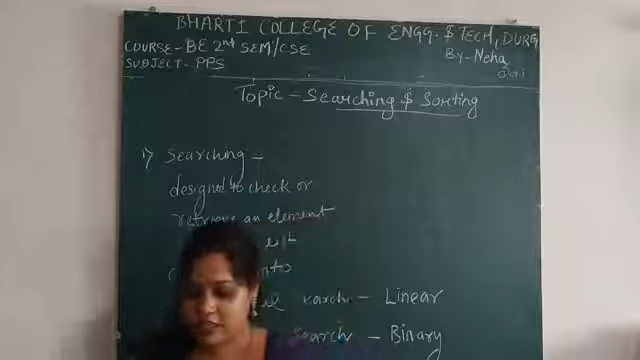 BHARTI COLLEGE OF ENGG. $ TECH, DURG
COURSE - BE 2nd SEM/CSE
By - Neha
SUBJECT - PPS
Topic - Searching $ Sorting
1) Searching -
designed to check or
retrieve an element
search - Linear
search - Binary